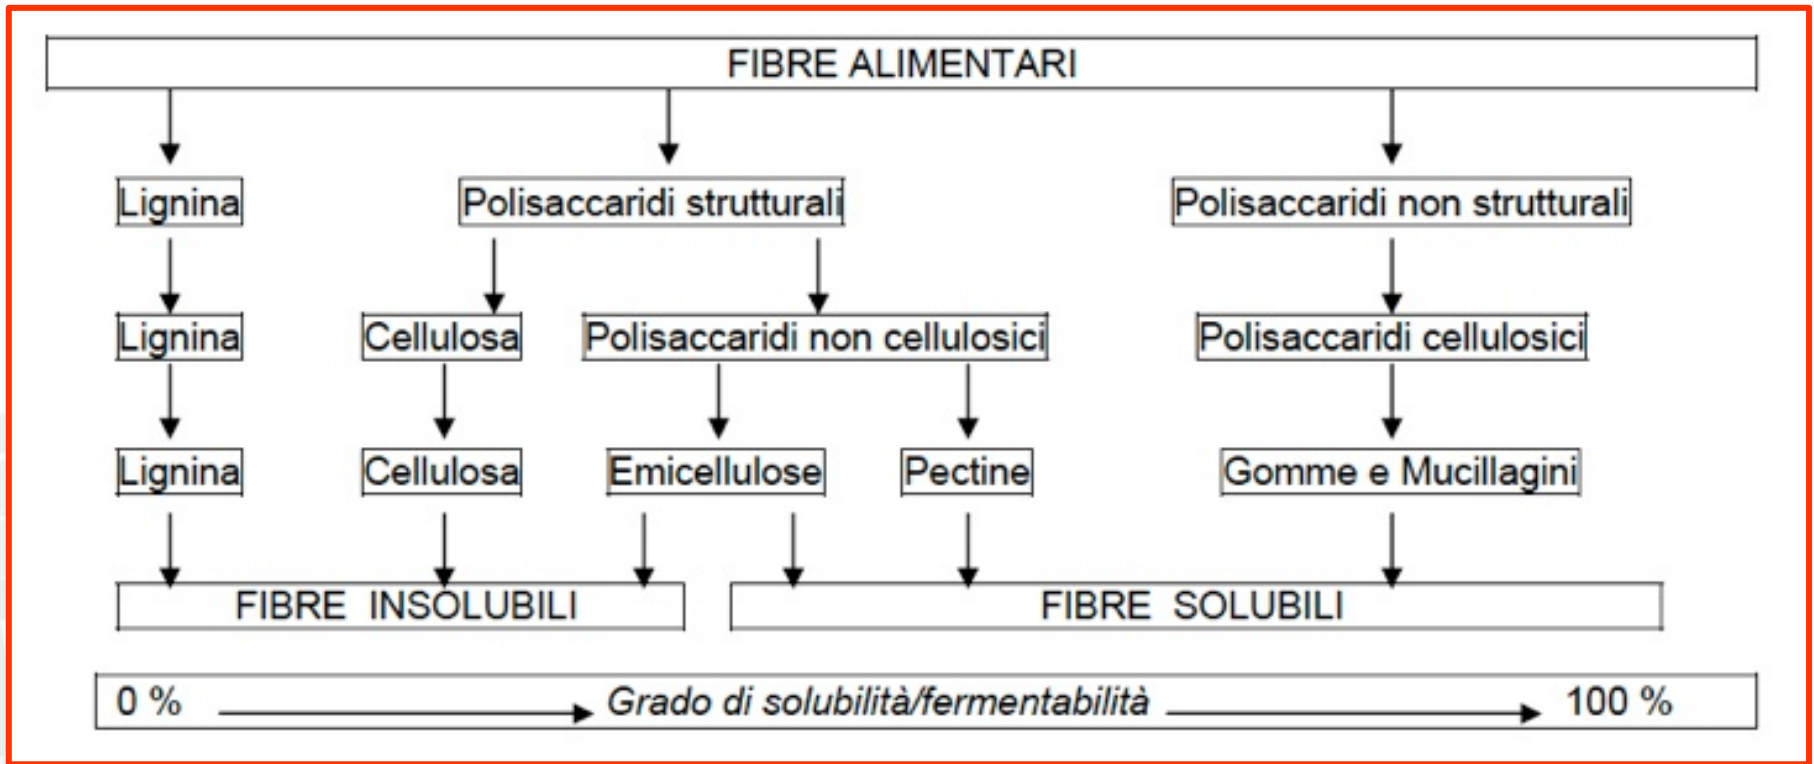 FIBRE ALIMENTARI
Lignina Polisaccaridi strutturali Polisaccaridi non strutturali
Lignina Cellulosa Polisaccaridi non cellulosici Polisaccaridi cellulosici
Lignina Cellulosa Emicellulose Pectine Gomme e Mucillagini
FIBRE INSOLUBILI FIBRE SOLUBILI
0 % Grado di solubilità/fermentabilità 100 %